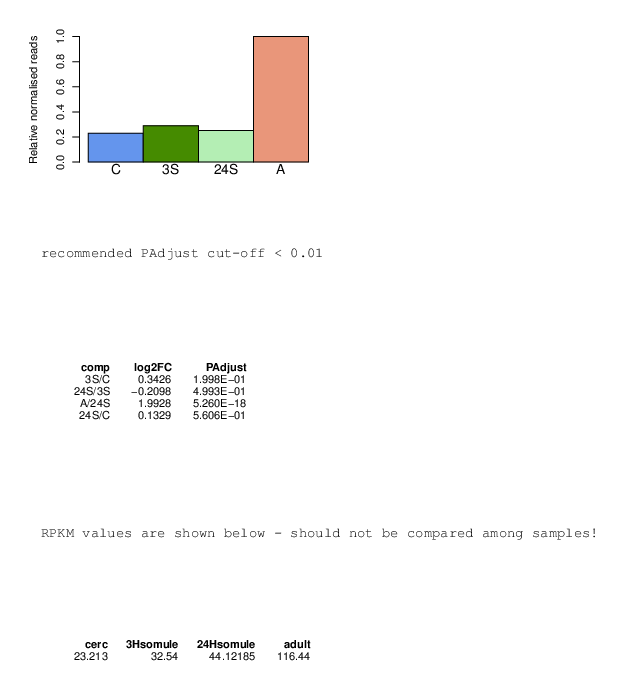 Relative normalised reads
1.0
0.8
0.6
0.4
0.2
0.0
C 3S 24S A
recommended PAdjust cut-off < 0.01
comp log2FC PAdjust
3S/C 0.3426 1.998E−01
24S/3S −0.2098 4.993E−01
A/24S 1.9928 5.260E−18
24S/C 0.1329 5.606E−01
RPKM values are shown below - should not be compared among samples!
cerc 3Hsomule 24Hsomule adult
23.213 32.54 44.12185 116.44